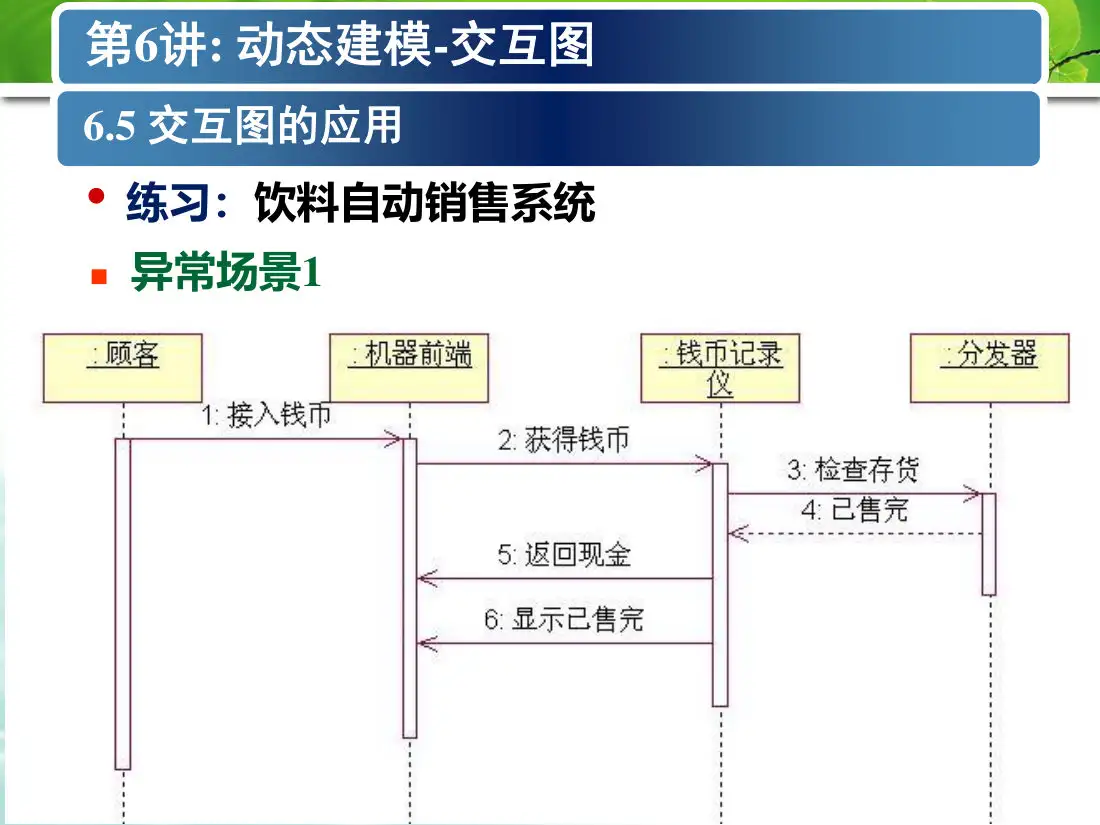 第6讲: 动态建模-交互图
6.5 交互图的应用
• 练习：饮料自动销售系统
■ 异常场景1
: 顾客
: 机器前端
: 钱币记录
仪
: 分发器
1: 接入钱币
2: 获得钱币
3: 检查存货
4: 已售完
5: 返回现金
6: 显示已售完